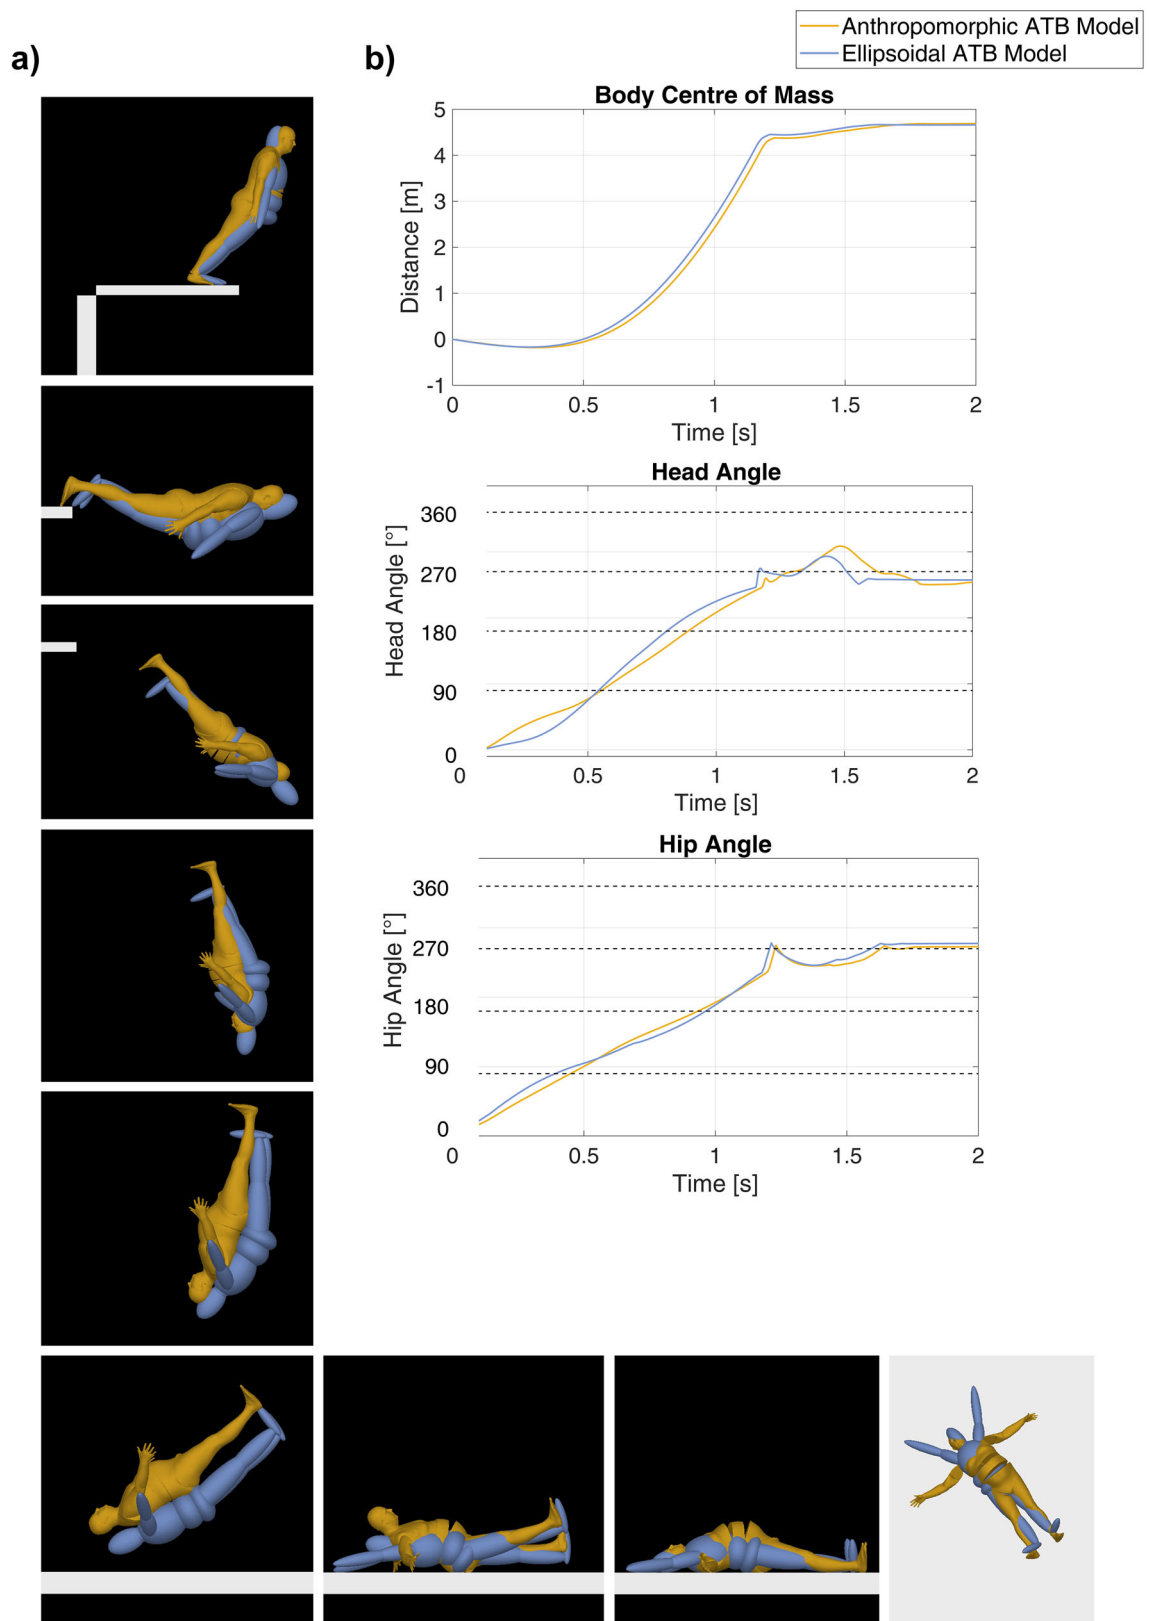 a)
b)
Anthropomorphic ATB Model
Ellipsoidal ATB Model
Body Centre of Mass
5
4
3
2
1
0
-1
Distance [m]
0 0.5 1 1.5 2
Time [s]
Head Angle
360
270
180
90
0
Head Angle [°]
0 0.5 1 1.5 2
Time [s]
Hip Angle
360
270
180
90
0
Hip Angle [°]
0 0.5 1 1.5 2
Time [s]